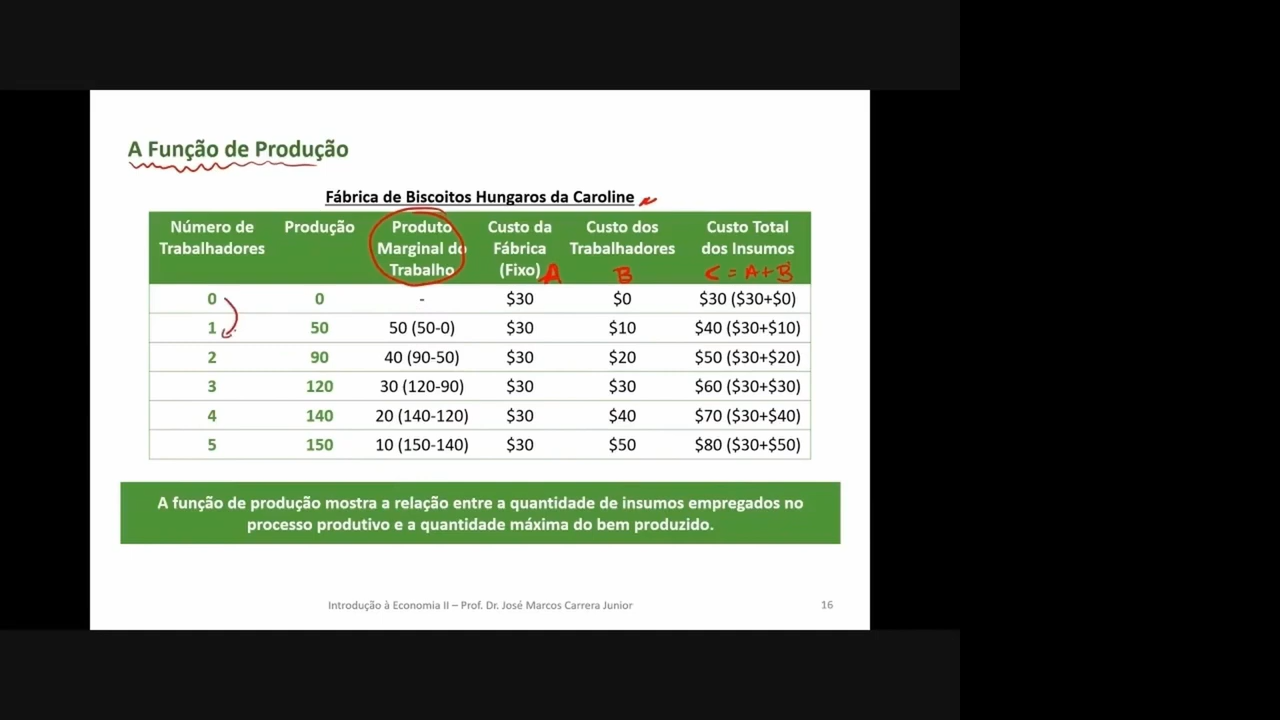 A Função de Produção
Fábrica de Biscoitos Hungaros da Caroline
Número de Trabalhadores Produção Produto Marginal do Trabalho Custo da Fábrica (Fixo) A Custo dos Trabalhadores B Custo Total dos Insumos C = A + B
0 0 - $30 $0 $30 ($30+$0)
1 50 50 (50-0) $30 $10 $40 ($30+$10)
2 90 40 (90-50) $30 $20 $50 ($30+$20)
3 120 30 (120-90) $30 $30 $60 ($30+$30)
4 140 20 (140-120) $30 $40 $70 ($30+$40)
5 150 10 (150-140) $30 $50 $80 ($30+$50)
A função de produção mostra a relação entre a quantidade de insumos empregados no
processo produtivo e a quantidade máxima do bem produzido.
Introdução à Economia II – Prof. Dr. José Marcos Carrera Junior 16